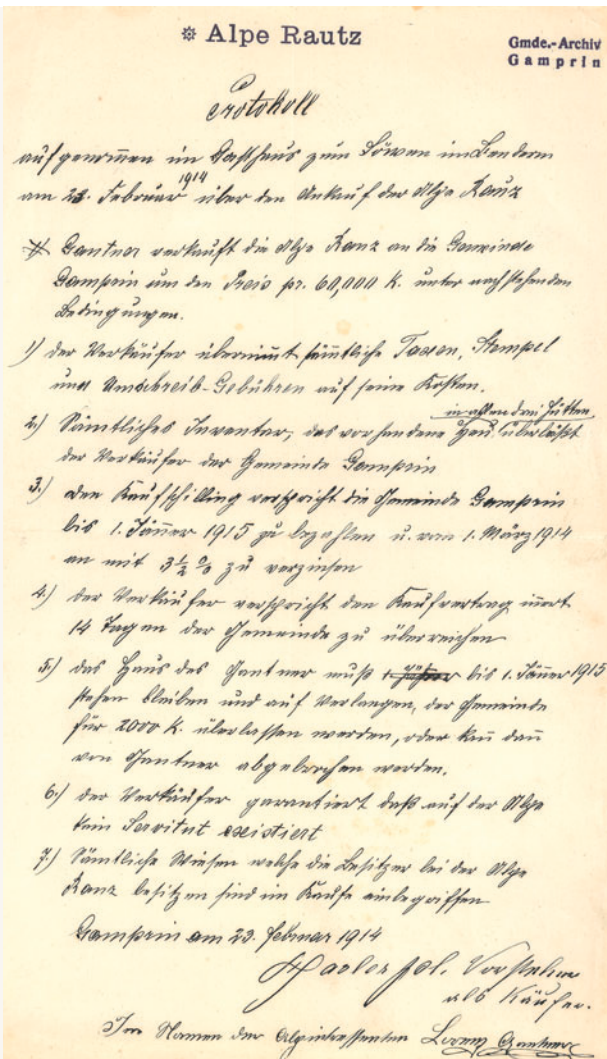 ※ Alpe Rautz
Gmde.-Archiv
Gamprin
Protokoll
aufgenommen im Gasthaus zum Löwen in Bendern
am 23. Februar 1914 über den Ankauf der Alpe Rauz
Gantner verkauft die Alpe Rauz an die Gemeinde
Gamprin um den Preis pr. 60,000 K. unter nachstehenden
Bedingungen.
1) der Verkäufer übernimmt sämmtliche Taxen, Stempel
und Umschreib-Gebühren auf seine Kosten.
in allen drei Hütten
2.) Sämtliches Inventar, das vorhandene Heu, überläßt
der Verkäufer der Gemeinde Gamprin
3.) den Kaufschilling verspricht die Gemeinde Gamprin
bis 1. Jänner 1915 zu bezahlen u. vom 1. März 1914
an mit 3½ % zu verzinsen
4.) der Verkäufer verspricht den Kaufvertrag innert
14 Tagen der Gemeinde zu überreichen
5.) das Haus des Gantner muß bis 1. Jänner 1915
stehen bleiben und auf Verlangen, der Gemeinde
für 2000 K. überlassen werden, oder kann dann
von Gantner abgebrochen werden.
6.) der Verkäufer garantiert daß auf der Alpe
kein Servitut existiert
7.) Sämtliche Wiesen welche die Besitzer bei der Alpe
Rauz besitzen sind im Kaufe einbegriffen
Gamprin am 23. Februar 1914
Hasler Vorsteher
als Käufer.
Im Namen der Alpinteressenten Lorenz Gantner